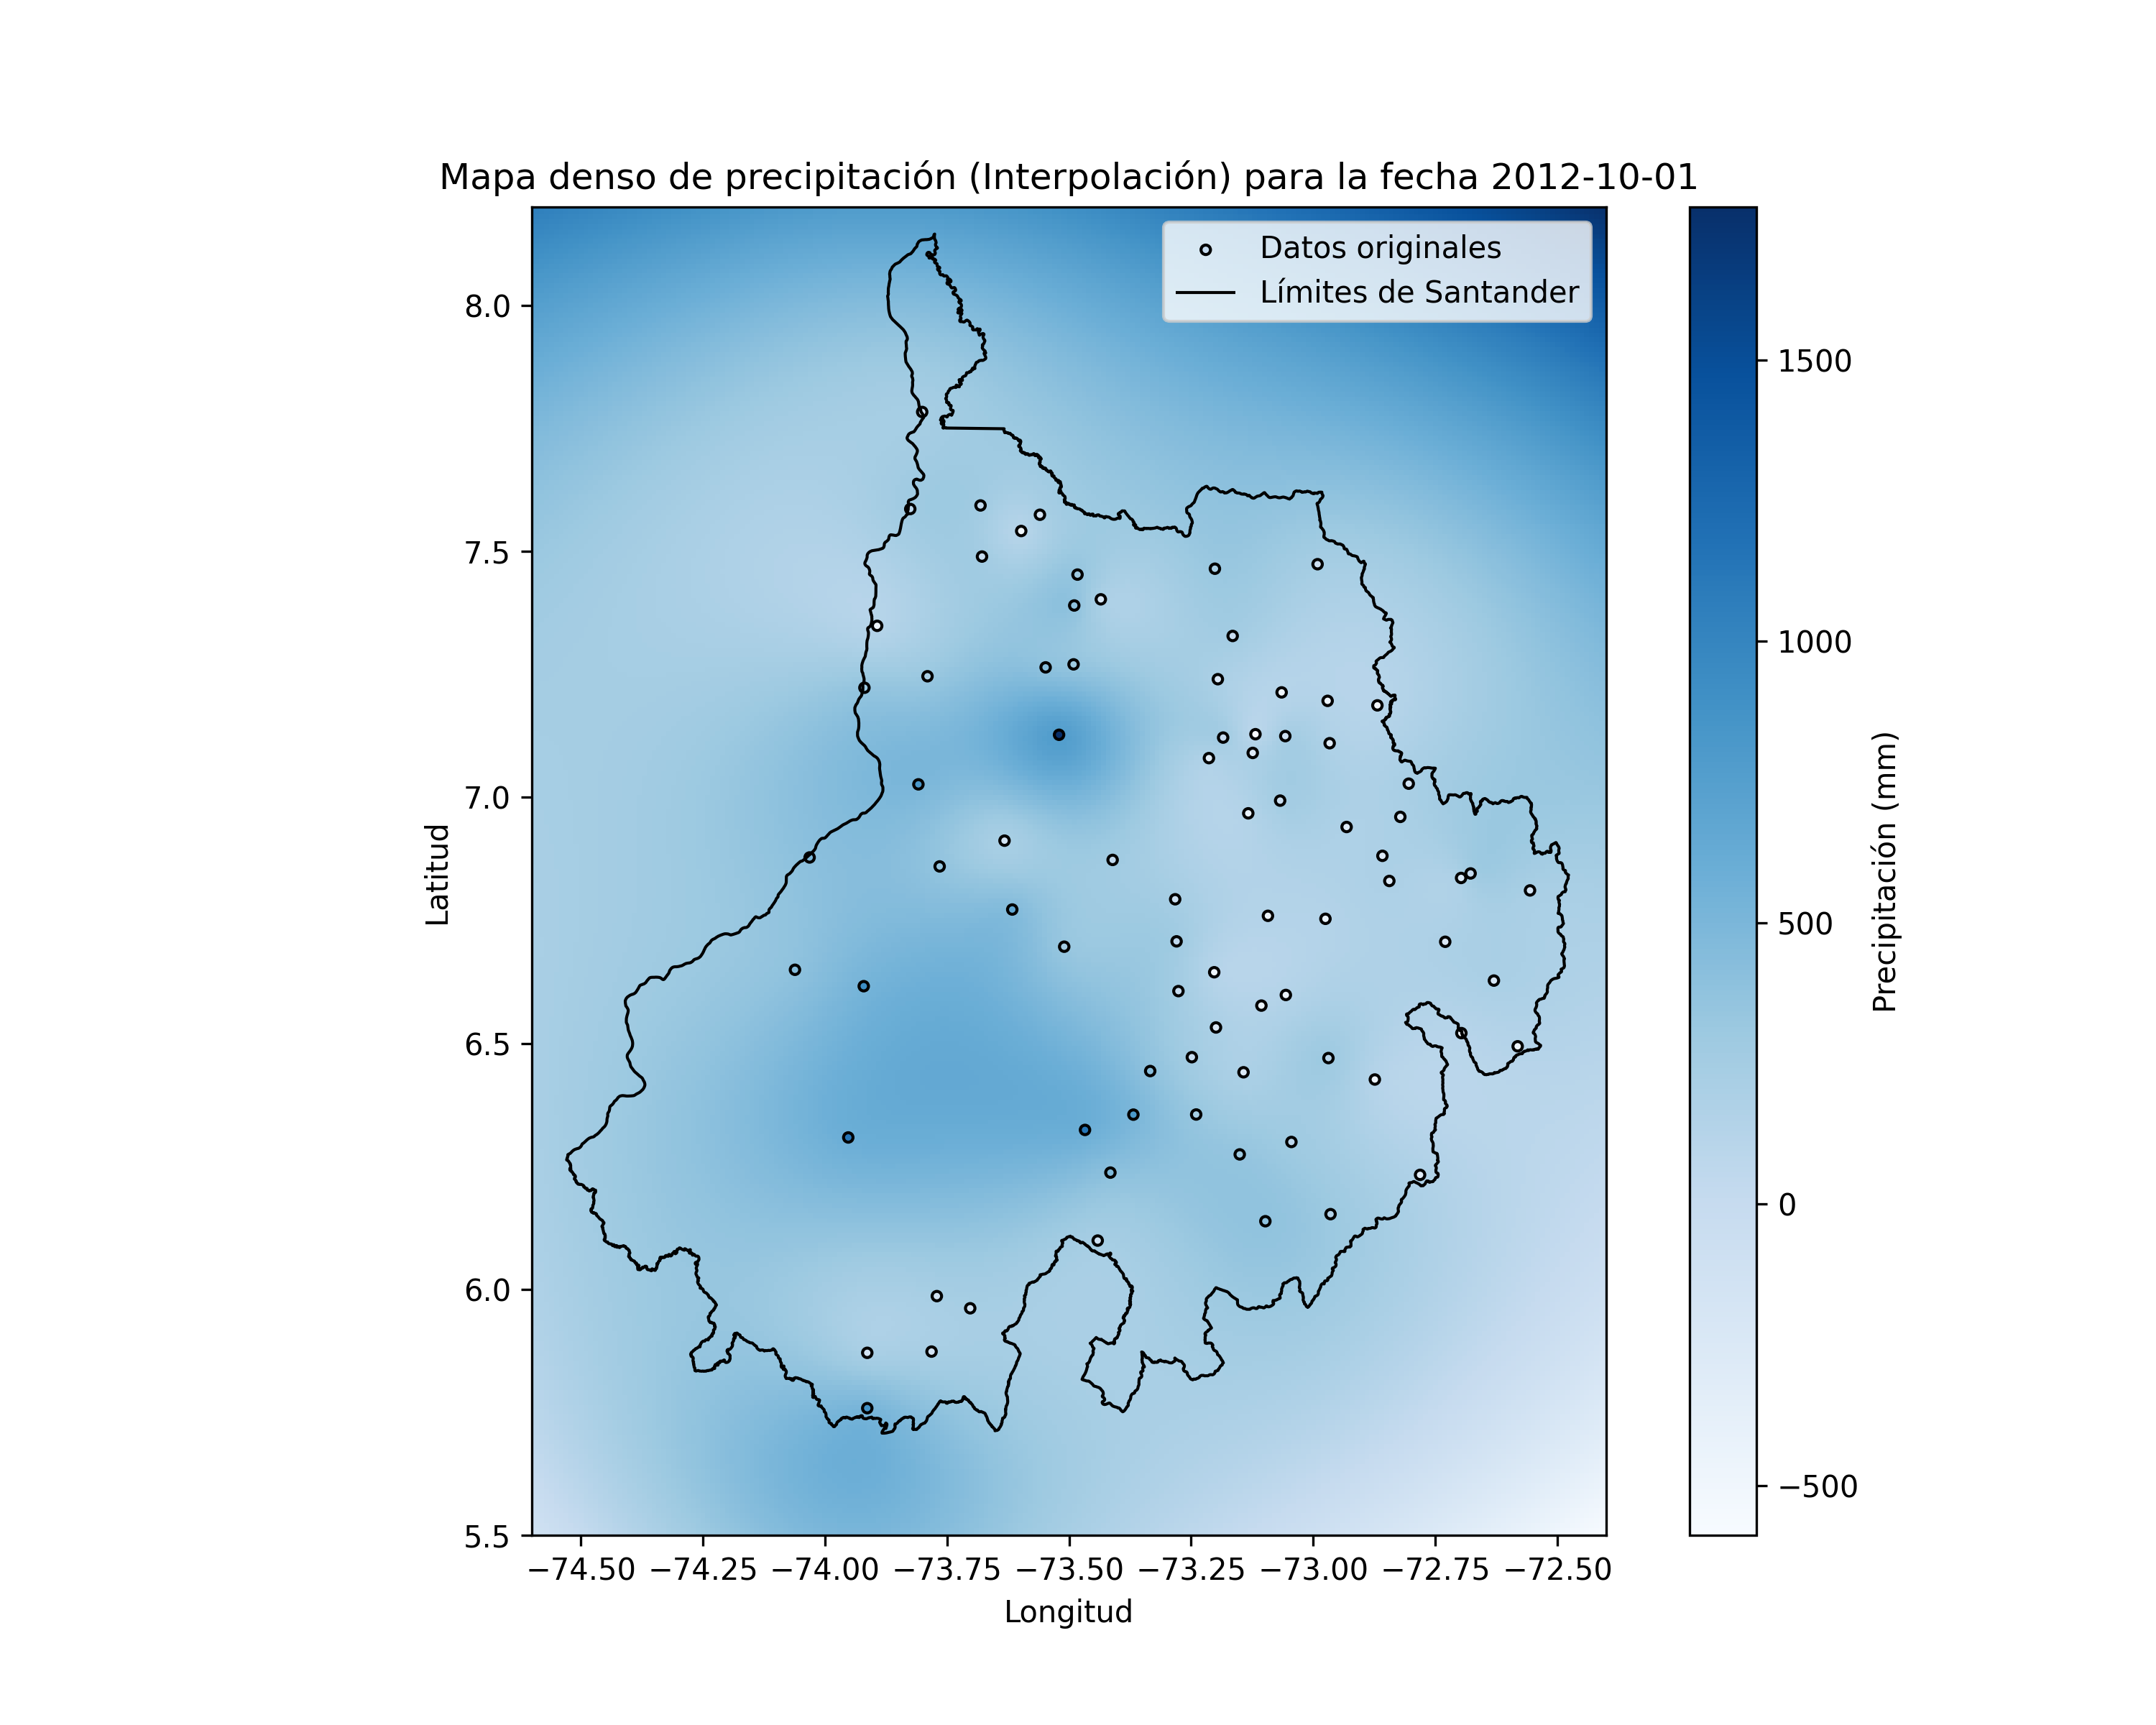 Mapa denso de precipitación (Interpolación) para la fecha 2012-10-01
Datos originales
Límites de Santander
8.0
7.5
7.0
6.5
6.0
5.5
Latitud
−74.50 −74.25 −74.00 −73.75 −73.50 −73.25 −73.00 −72.75 −72.50
Longitud
1500
1000
500
0
−500
Precipitación (mm)